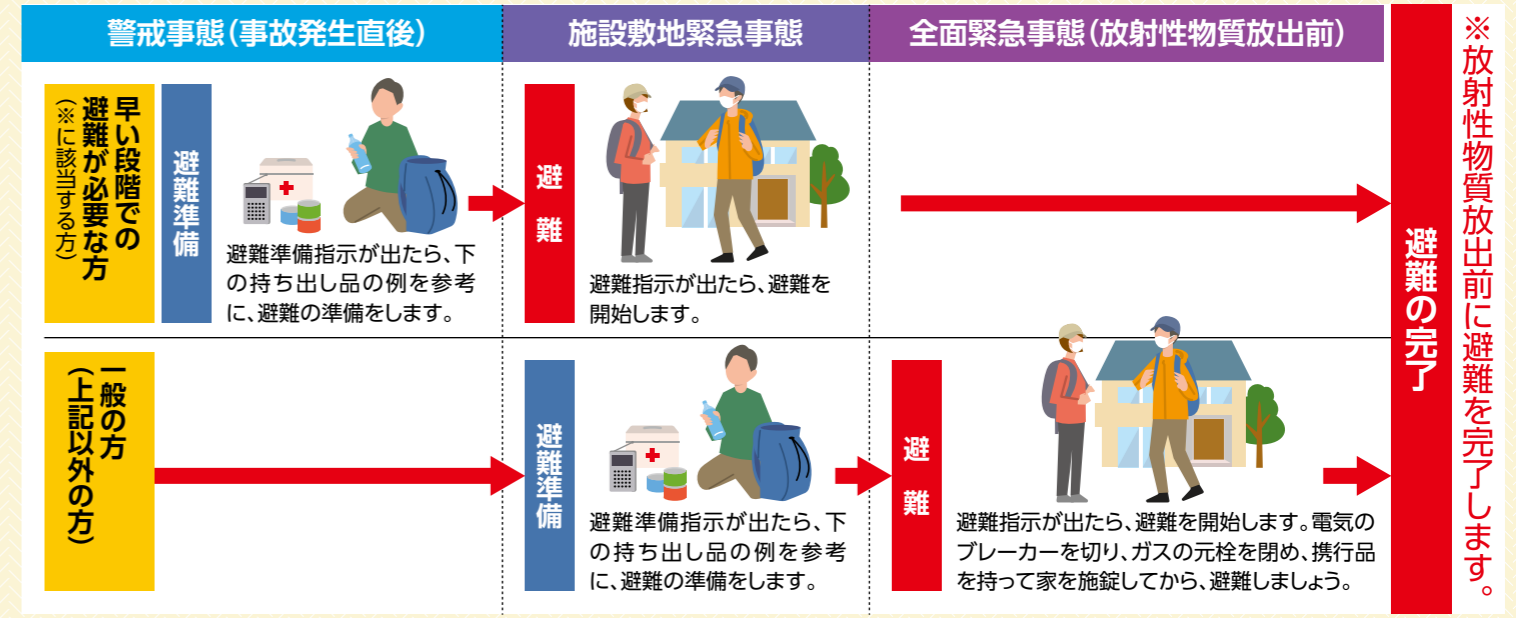 警戒事態(事故発生直後)
施設敷地緊急事態
全面緊急事態(放射性物質放出前)
早い段階での
避難が必要な方
(※に該当する方)
避難準備
避難準備指示が出たら、下
の持ち出し品の例を参考
に、避難の準備をします。
避難
避難指示が出たら、避難を
開始します。
一般の方
(上記以外の方)
避難準備
避難準備指示が出たら、下
の持ち出し品の例を参考
に、避難の準備をします。
避難
避難指示が出たら、避難を開始します。電気の
ブレーカーを切り、ガスの元栓を閉め、携行品
を持って家を施錠してから、避難しましょう。
避難の完了
※放射性物質放出前に避難を完了します。